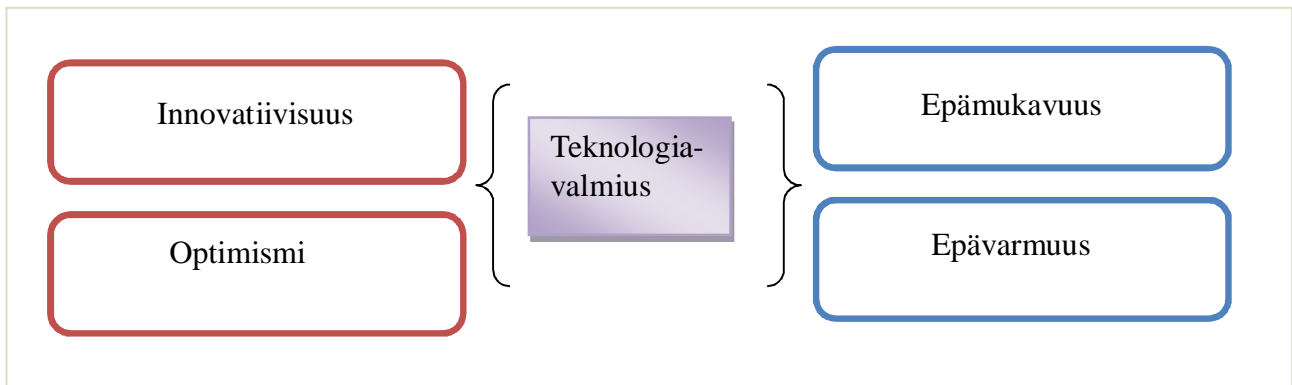 Innovatiivisuus
Optimismi
Teknologia-
valmius
Epämukavuus
Epävarmuus